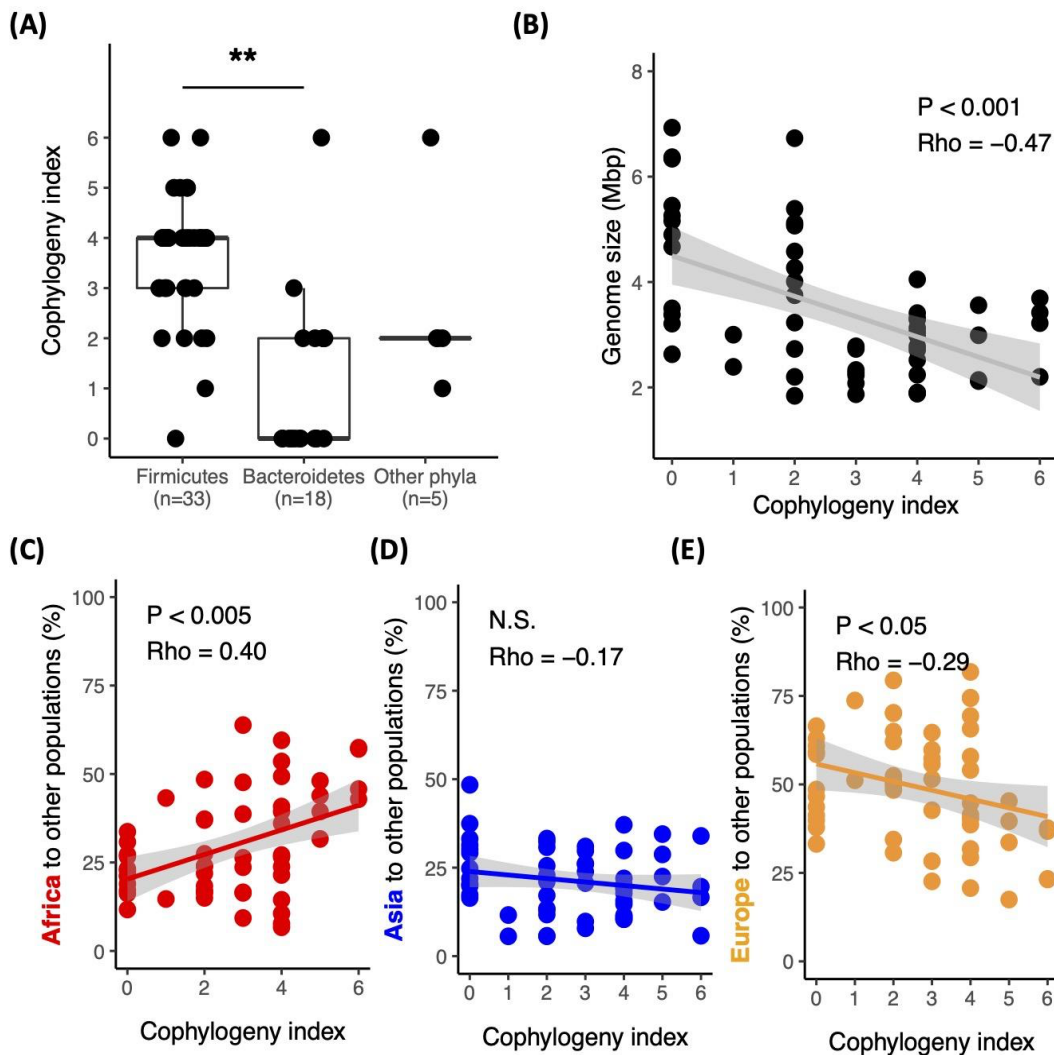 (A)
**
Cophylogeny index
6
5
4
3
2
1
0
Firmicutes
(n=33)
Bacteroidetes
(n=18)
Other phyla
(n=5)
(B)
P < 0.001
Rho = −0.47
Genome size (Mbp)
8
6
4
2
0
1
2
3
4
5
6
Cophylogeny index
(C)
P < 0.005
Rho = 0.40
Africa to other populations (%)
100
75
50
25
0
0
2
4
6
Cophylogeny index
(D)
N.S.
Rho = −0.17
Asia to other populations (%)
100
75
50
25
0
0
1
2
3
4
5
6
Cophylogeny index
(E)
P < 0.05
Rho = −0.29
Europe to other populations (%)
100
75
50
25
0
0
1
2
3
4
5
6
Cophylogeny index